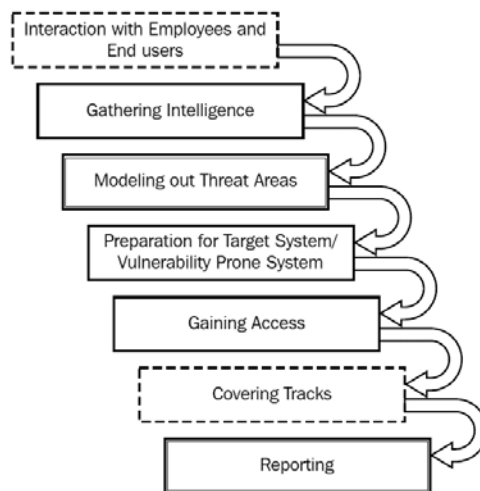 Interaction with Employees and
End users
Gathering Intelligence
Modeling out Threat Areas
Preparation for Target System/
Vulnerability Prone System
Gaining Access
Covering Tracks
Reporting